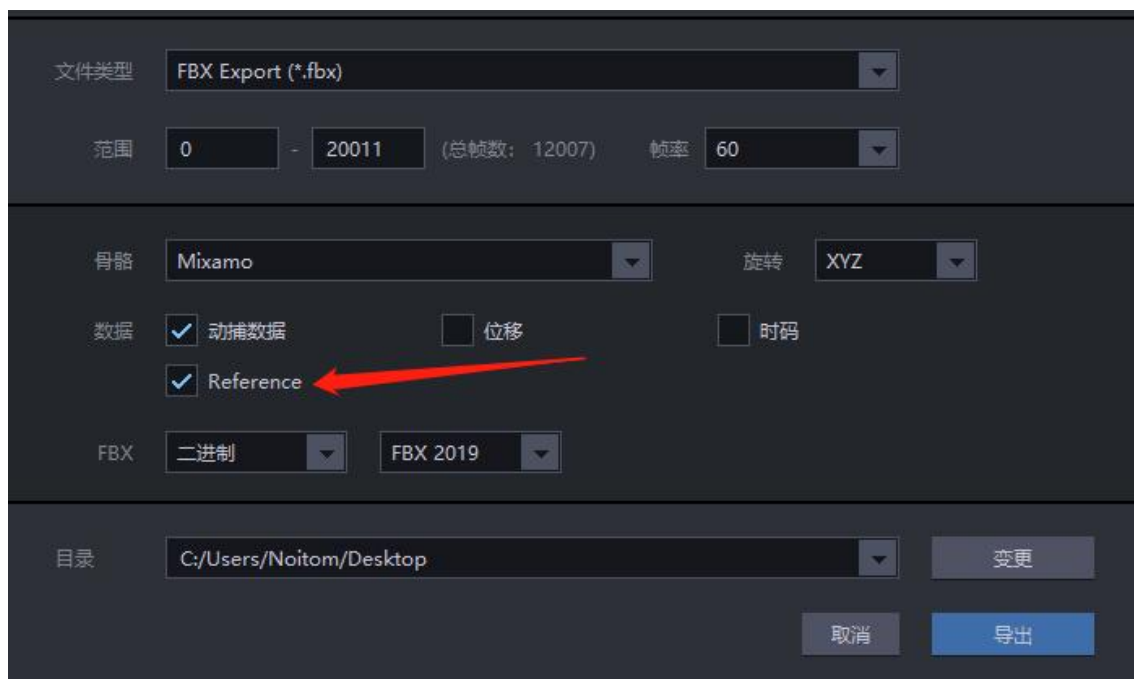 文件类型 FBX Export (*.fbx)
范围 0 - 20011 (总帧数: 12007) 帧率 60
骨骼 Mixamo 旋转 XYZ
数据 动捕数据 位移 时码
Reference
FBX 二进制 FBX 2019
目录 C:/Users/Noitom/Desktop 变更
取消 导出